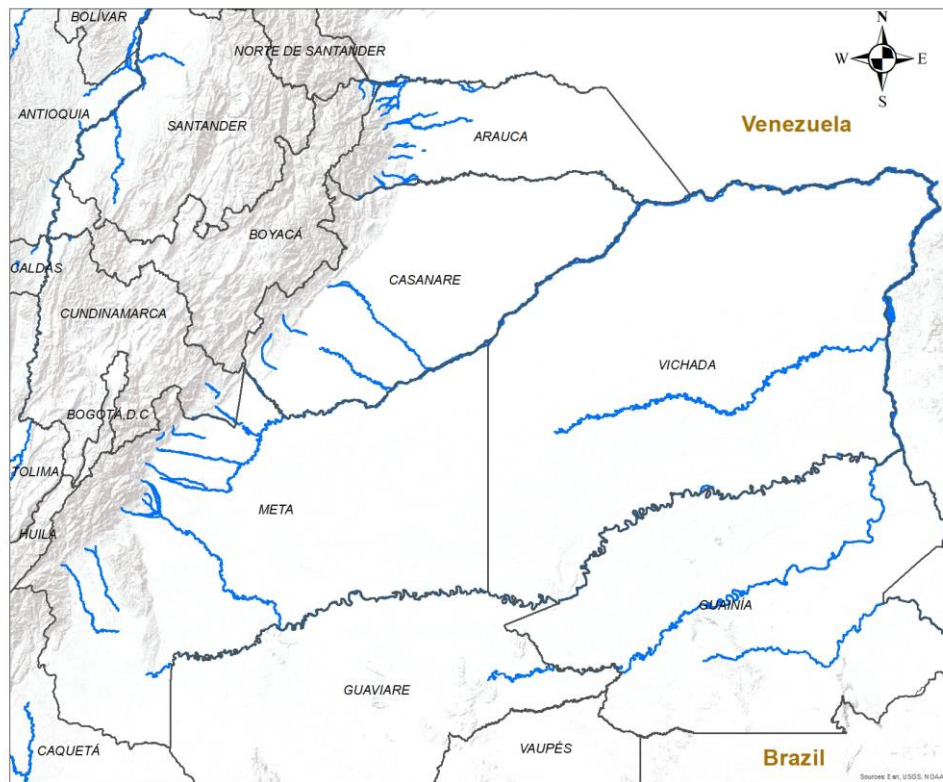 BOLÍVAR
N
NORTE DE SANTANDER
W
E
S
ANTIOQUIA
SANTANDER
Venezuela
ARAUCA
BOYACÁ
CALDAS
CASANARE
CUNDINAMARCA
VICHADA
BOGOTÁ, D.C
TOLIMA
META
HUILA
GUAINÍA
GUAVIARE
CAQUETÁ
VAUPÉS
Brazil
Sources: Esri, USGS, NOAA